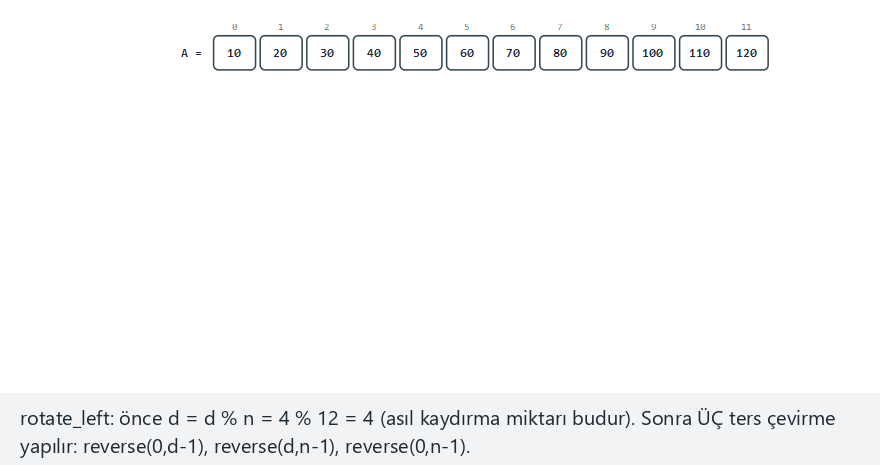 0 1 2 3 4 5 6 7 8 9 10 11
A = 10 20 30 40 50 60 70 80 90 100 110 120
rotate_left: önce d = d % n = 4 % 12 = 4 (asıl kaydırma miktarı budur). Sonra ÜÇ ters çevirme
yapılır: reverse(0,d-1), reverse(d,n-1), reverse(0,n-1).